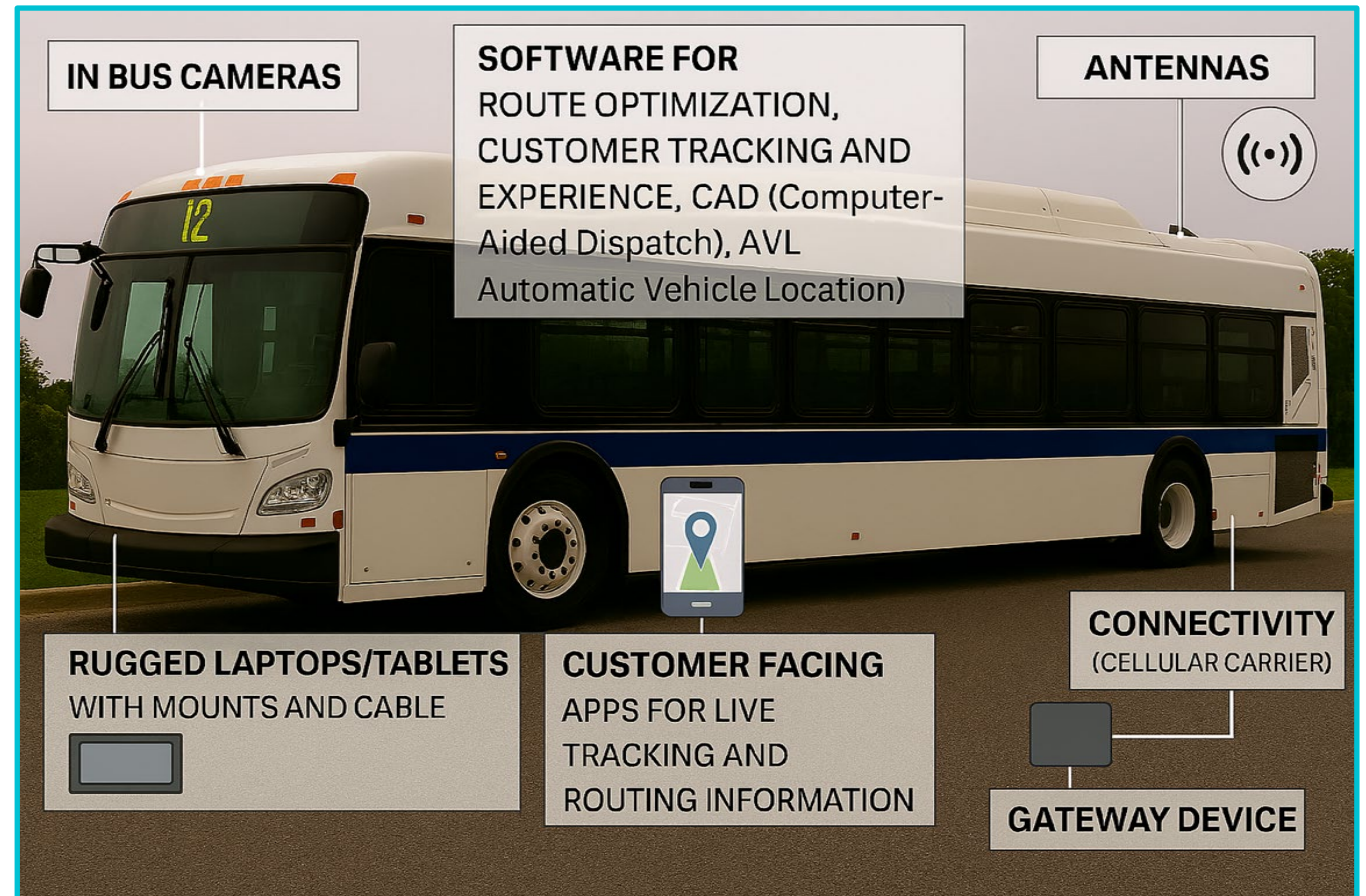 IN BUS CAMERAS
SOFTWARE FOR
ROUTE OPTIMIZATION,
CUSTOMER TRACKING AND
EXPERIENCE, CAD (Computer-
Aided Dispatch), AVL
Automatic Vehicle Location)
ANTENNAS
12
RUGGED LAPTOPS/TABLETS
WITH MOUNTS AND CABLE
CUSTOMER FACING
APPS FOR LIVE
TRACKING AND
ROUTING INFORMATION
CONNECTIVITY
(CELLULAR CARRIER)
GATEWAY DEVICE